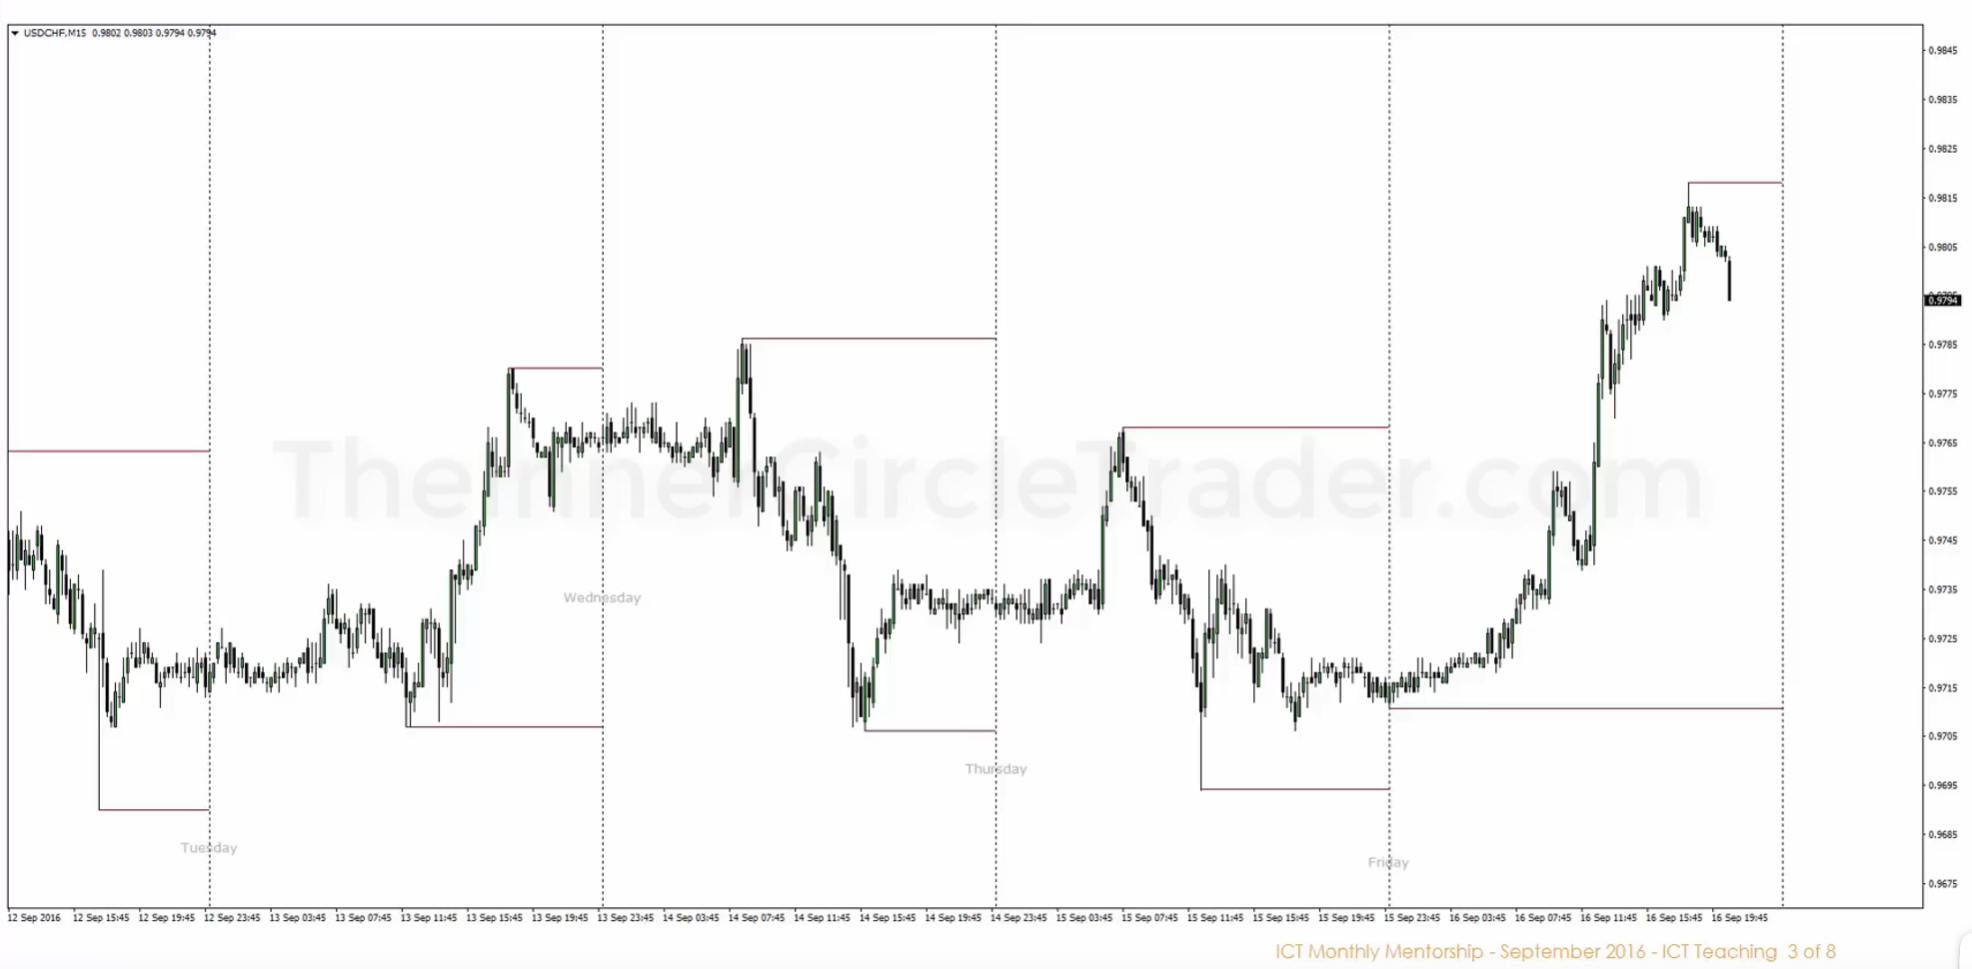 USDCHF,M15 0.9802 0.9803 0.9794 0.9794
0.9845
0.9835
0.9825
0.9815
0.9805
0.9795
0.9794
0.9785
0.9775
0.9765
TheInnerCircleTrader.com
0.9755
0.9745
0.9735
Wednesday
0.9725
0.9715
0.9705
Thursday
0.9695
0.9685
Tuesday
Friday
0.9675
12 Sep 2016 12 Sep 15:45 12 Sep 19:45 12 Sep 23:45 13 Sep 03:45 13 Sep 07:45 13 Sep 11:45 13 Sep 15:45 13 Sep 19:45 13 Sep 23:45 14 Sep 03:45 14 Sep 07:45 14 Sep 11:45 14 Sep 15:45 14 Sep 19:45 14 Sep 23:45 15 Sep 03:45 15 Sep 07:45 15 Sep 11:45 15 Sep 15:45 15 Sep 19:45 15 Sep 23:45 16 Sep 03:45 16 Sep 07:45 16 Sep 11:45 16 Sep 15:45 16 Sep 19:45
ICT Monthly Mentorship - September 2016 - ICT Teaching 3 of 8